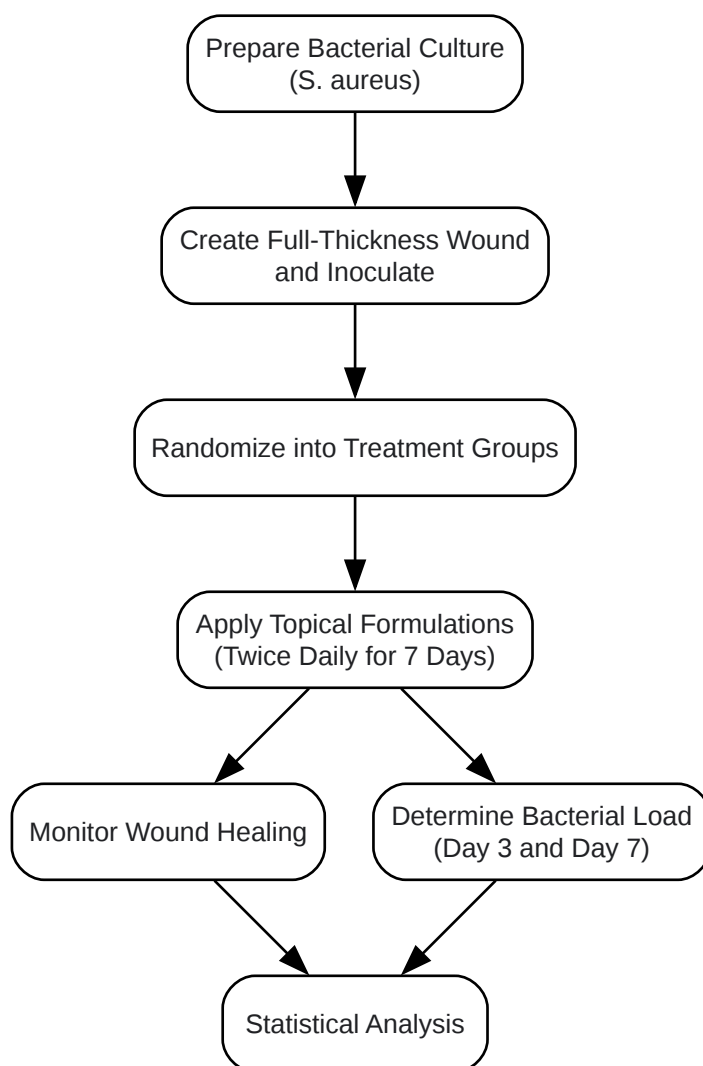 Prepare Bacterial Culture
(S. aureus)
Create Full-Thickness Wound
and Inoculate
Randomize into Treatment Groups
Apply Topical Formulations
(Twice Daily for 7 Days)
Monitor Wound Healing
Determine Bacterial Load
(Day 3 and Day 7)
Statistical Analysis